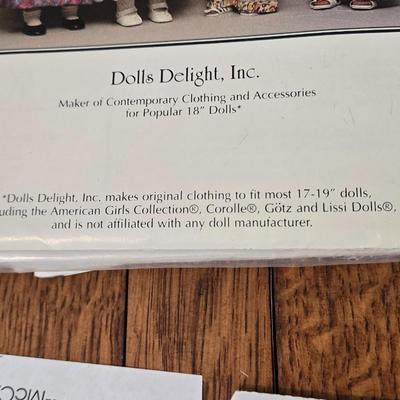 Dolls Delight, Inc.
Maker of Contemporary Clothing and Accessories
for Popular 18" Dolls*
*Dolls Delight, Inc. makes original clothing to fit most 17-19" dolls,
uding the American Girls Collection®, Corolle®, Götz and Lissi Dolls®,
and is not affiliated with any doll manufacturer.